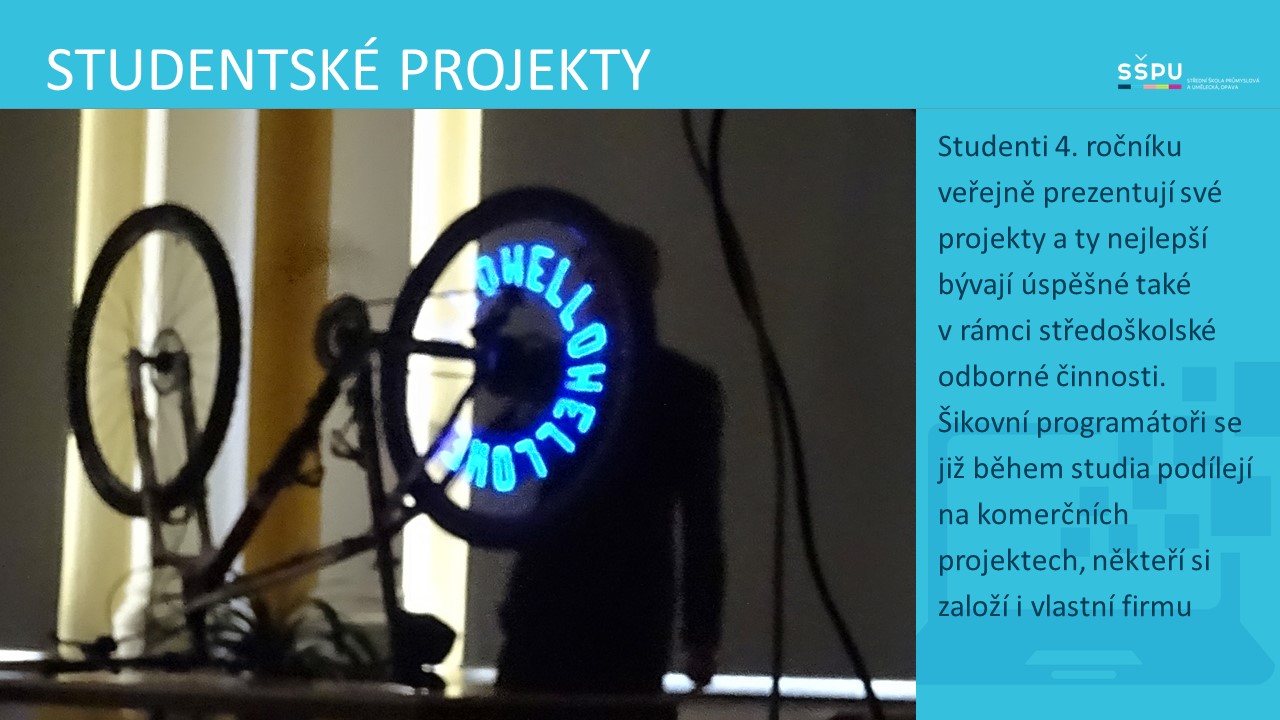 STUDENTSKÉ PROJEKTY
SŠPU
STŘEDNÍ ŠKOLA PRŮMYSLOVÁ
A UMĚLECKÁ, OPAVA
OHELLOHELLOHE
Studenti 4. ročníku
veřejně prezentují své
projekty a ty nejlepší
bývají úspěšné také
v rámci středoškolské
odborné činnosti.
Šikovní programátoři se
již během studia podílejí
na komerčních
projektech, někteří si
založí i vlastní firmu